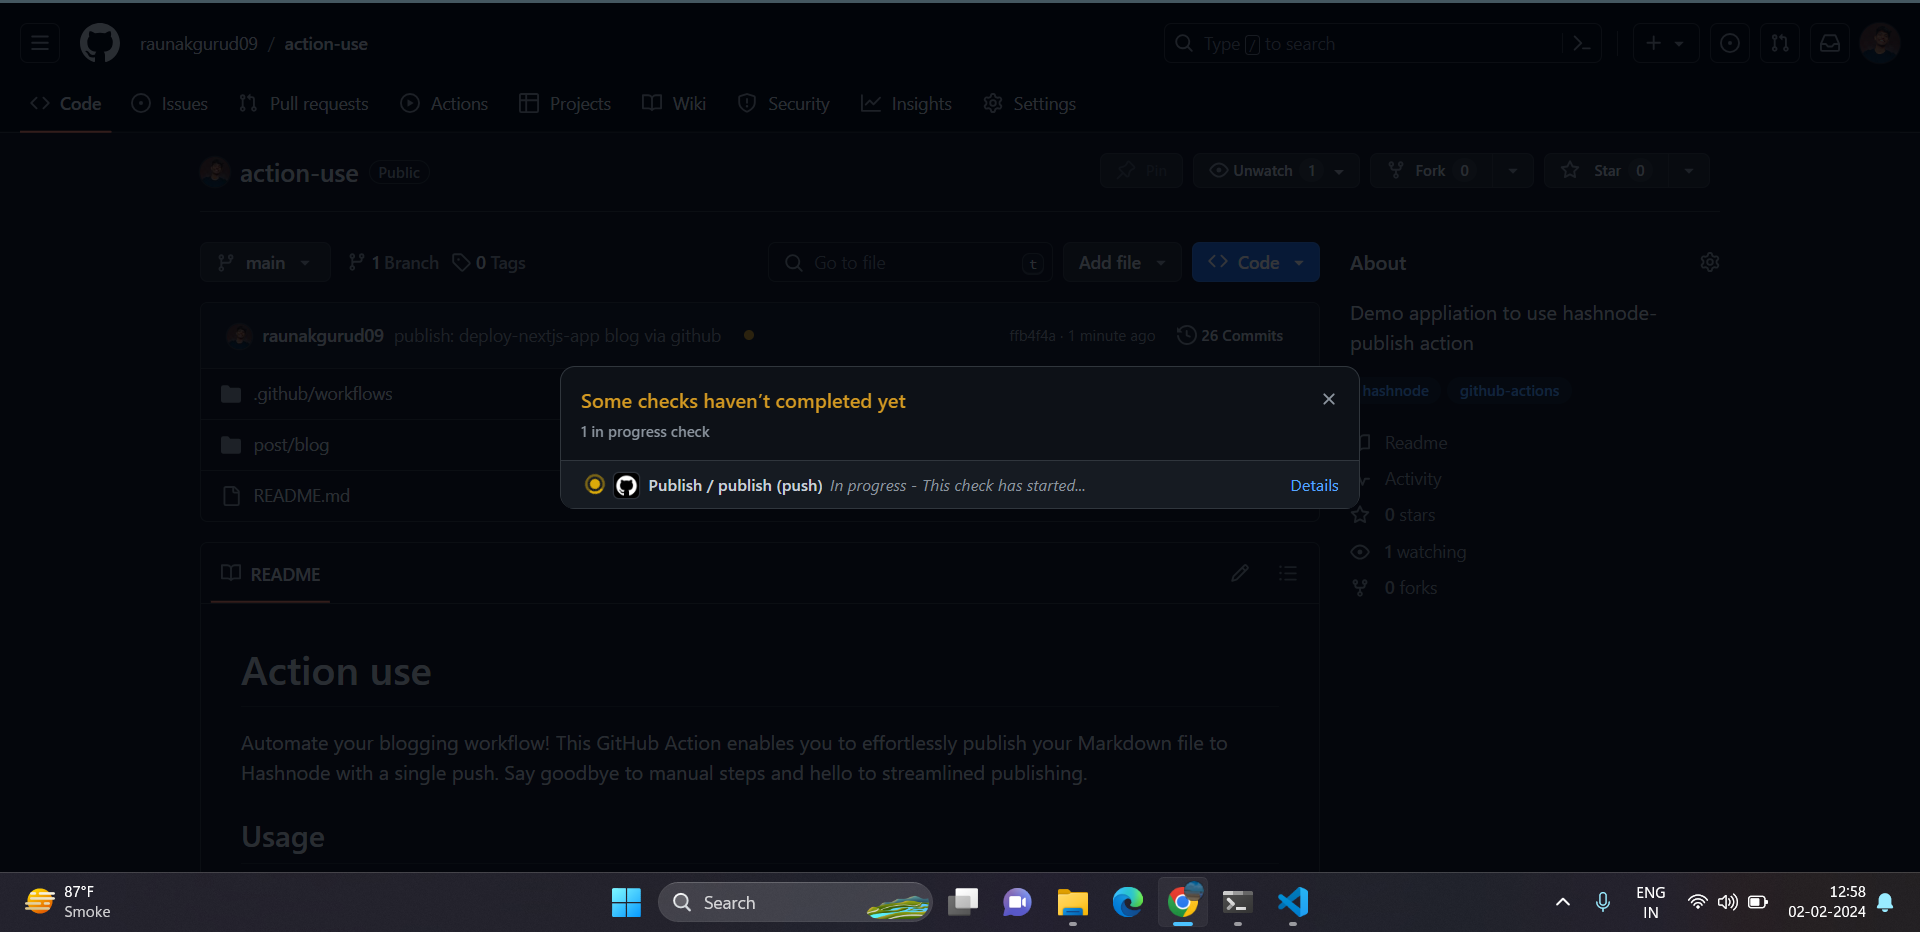 raunakgurud09 / action-use
Type / to search
Code Issues Pull requests Actions Projects Wiki Security Insights Settings
action-use Public
Pin Unwatch 1 Fork 0 Star 0
main 1 Branch 0 Tags Go to file t Add file Code
About
Demo appliation to use hashnode-
publish action
hashnode github-actions
Readme
Activity
0 stars
1 watching
0 forks
raunakgurud09 publish: deploy-nextjs-app blog via github ffb4f4a · 1 minute ago 26 Commits
.github/workflows
post/blog
README.md
Some checks haven't completed yet
1 in progress check
Publish / publish (push) In progress - This check has started... Details
README
Action use
Automate your blogging workflow! This GitHub Action enables you to effortlessly publish your Markdown file to
Hashnode with a single push. Say goodbye to manual steps and hello to streamlined publishing.
Usage
87°F
Smoke
Search
ENG
IN
12:58
02-02-2024